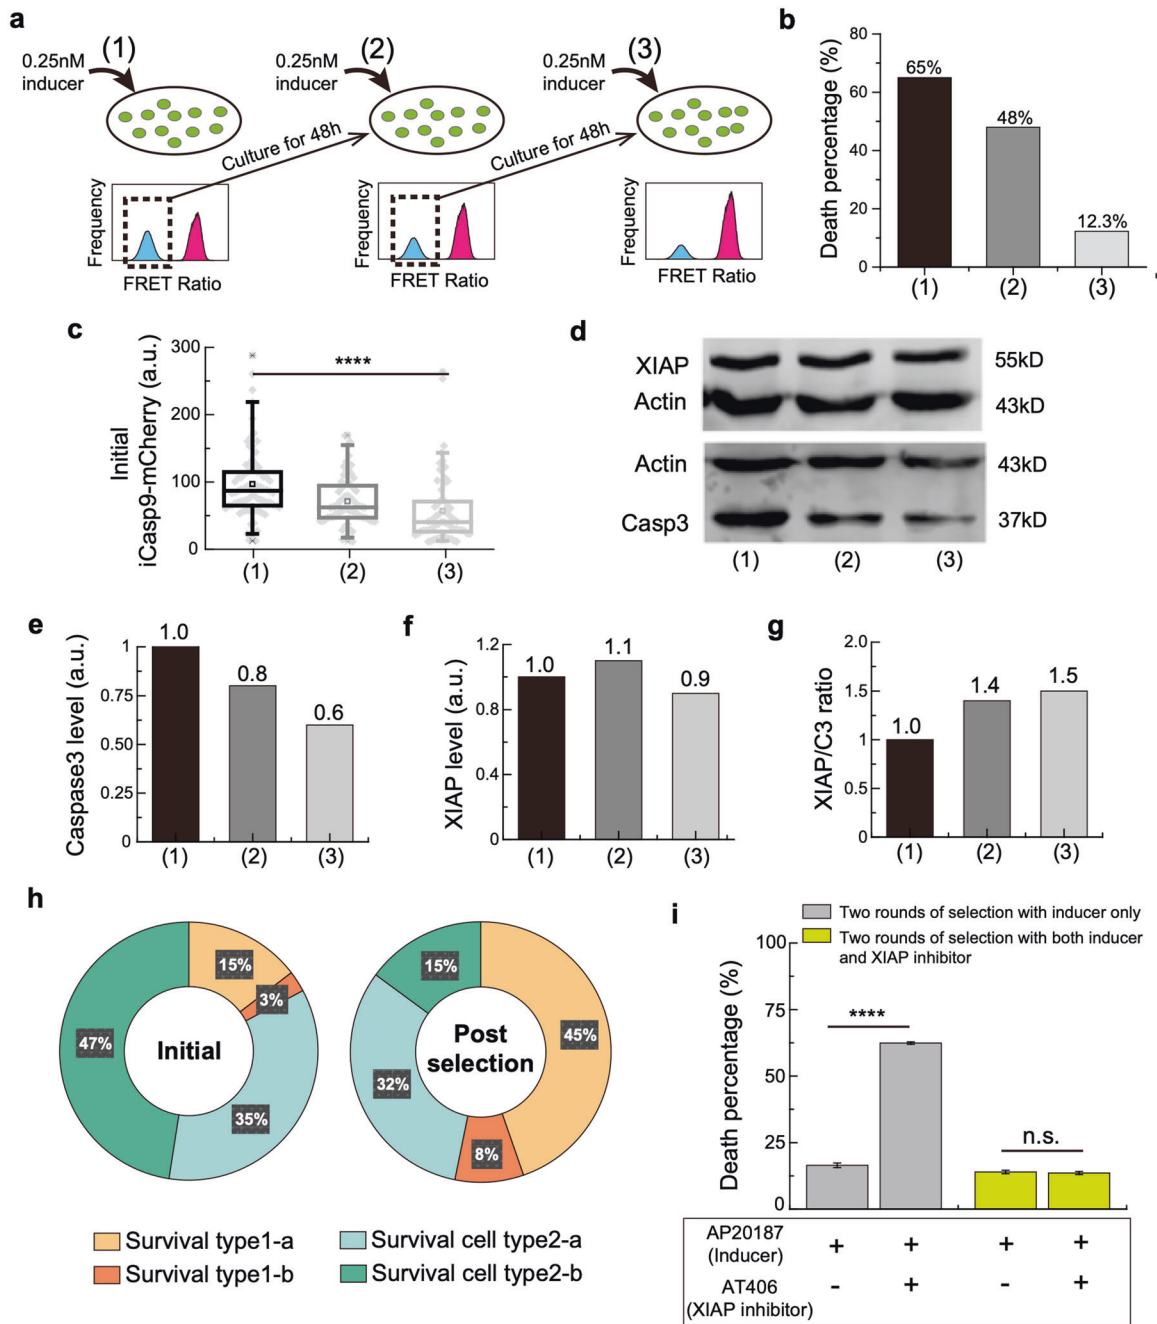 a
(1)
(2)
(3)
0.25nM
inducer
0.25nM
inducer
0.25nM
inducer
Culture for 48h
Culture for 48h
Frequency
FRET Ratio
Frequency
FRET Ratio
Frequency
FRET Ratio
b
Death percentage (%)
80
60
40
20
0
65%
48%
12.3%
(1)
(2)
(3)
c
Initial
iCasp9-mCherry (a.u.)
300
200
100
0
****
(1)
(2)
(3)
d
XIAP
55kD
Actin
43kD
Actin
43kD
Casp3
37kD
(1)
(2)
(3)
e
Caspase3 level (a.u.)
1
0.75
0.50
0.25
0
1.0
0.8
0.6
(1)
(2)
(3)
f
XIAP level (a.u.)
1.2
0.8
0.4
0
1.0
1.1
0.9
(1)
(2)
(3)
g
XIAP/C3 ratio
2.0
1.5
1.0
0.5
0
1.0
1.4
1.5
(1)
(2)
(3)
h
15%
3%
47%
35%
Initial
15%
45%
32%
8%
Post
selection
Survival type1-a
Survival cell type2-a
Survival type1-b
Survival cell type2-b
i
Two rounds of selection with inducer only
Two rounds of selection with both inducer
and XIAP inhibitor
Death percentage (%)
100
75
50
25
0
****
n.s.
AP20187
(Inducer)
+ + + +
AT406
(XIAP inhibitor)
- + - +